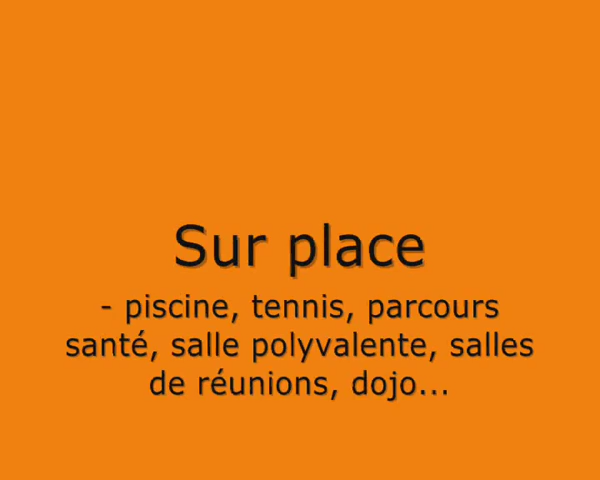 Sur place
- piscine, tennis, parcours
santé, salle polyvalente, salles
de réunions, dojo...